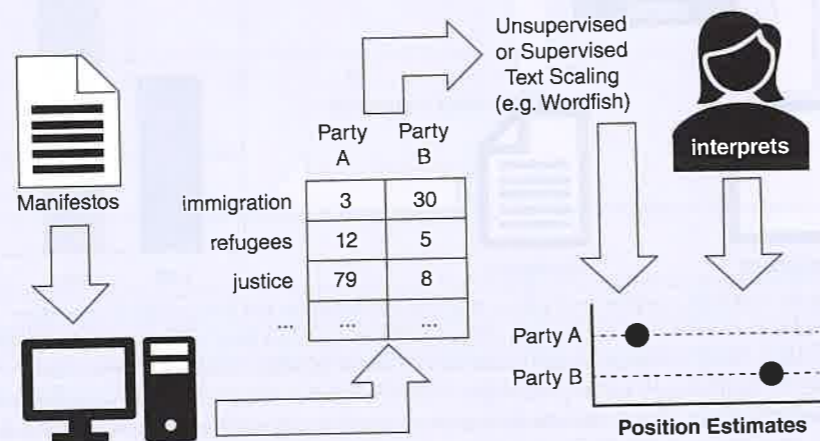 Manifestos
Party
A
Party
B
immigration 3 30
refugees 12 5
justice 79 8
... ... ...
Unsupervised
or Supervised
Text Scaling
(e.g. Wordfish)
interprets
Party A
Party B
Position Estimates